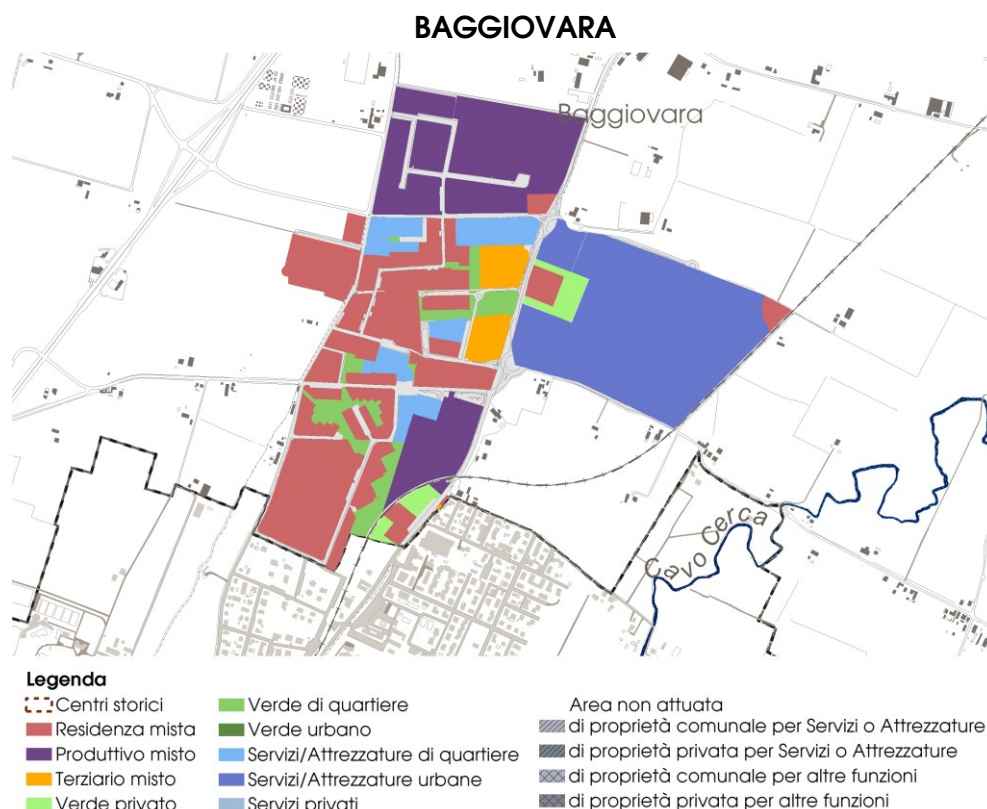 BAGGIOVARA
Baggiovara
Cavo Cerca
Legenda
Centri storici
Residenza mista
Produttivo misto
Terziario misto
Verde privato
Verde di quartiere
Verde urbano
Servizi/Attrezzature di quartiere
Servizi/Attrezzature urbane
Servizi privati
Area non attuata
di proprietà comunale per Servizi o Attrezzature
di proprietà privata per Servizi o Attrezzature
di proprietà comunale per altre funzioni
di proprietà privata per altre funzioni